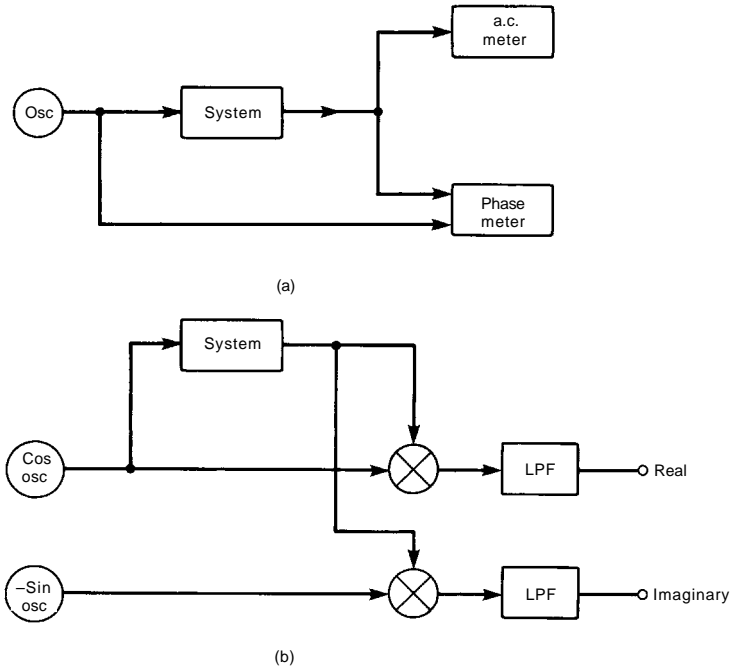 a.c.
meter
Osc
System
Phase
meter
(a)
System
Cos
osc
LPF
Real
–Sin
osc
LPF
Imaginary
(b)